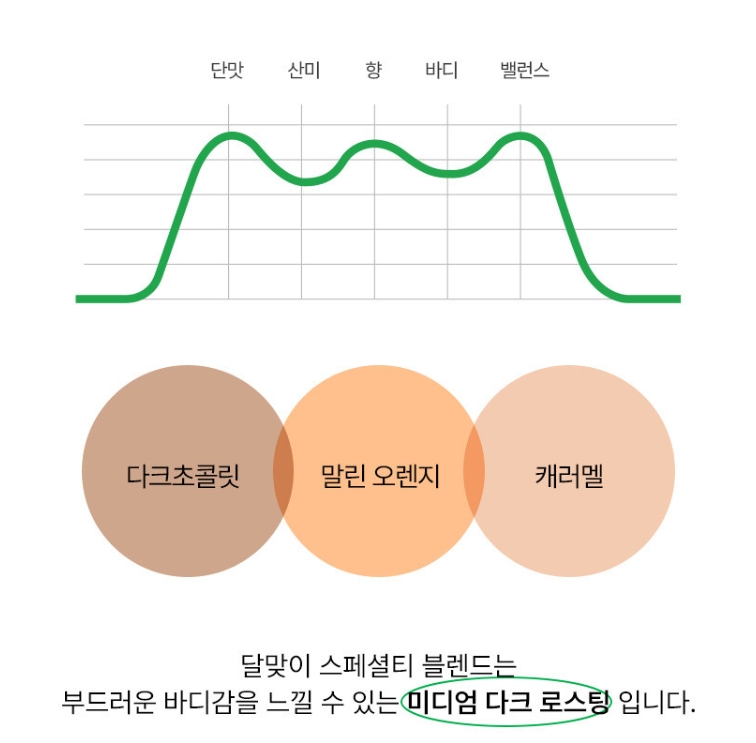 단맛 산미 향 바디 밸런스
다크초콜릿 말린 오렌지 캐러멜
달맞이 스페셜티 블렌드는
부드러운 바디감을 느낄 수 있는 미디엄 다크 로스팅 입니다.